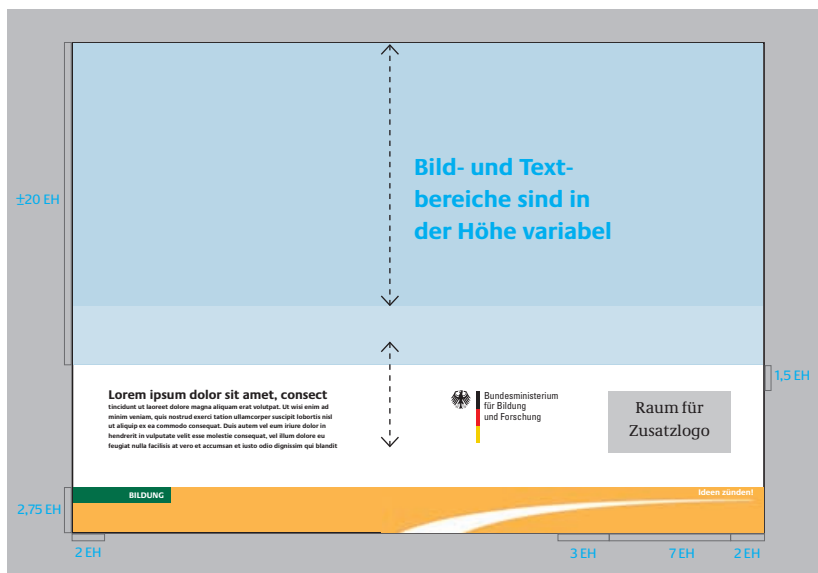 Bild- und Text-
bereiche sind in
der Höhe variabel
±20 EH
1,5 EH
Lorem ipsum dolor sit amet, consect
tincidunt ut laoreet dolore magna aliquam erat volutpat. Ut wisi enim ad
minim veniam, quis nostrud exerci tation ullamcorper suscipit lobortis nisl
ut aliquip ex ea commodo consequat. Duis autem vel eum iriure dolor in
hendrerit in vulputate velit esse molestie consequat, vel illum dolore eu
feugiat nulla facilisis at vero et accumsan et iusto odio dignissim qui blandit
Bundesministerium
für Bildung
und Forschung
Raum für
Zusatzlogo
BILDUNG
Ideen zünden!
2,75 EH
2 EH
3 EH
7 EH
2 EH